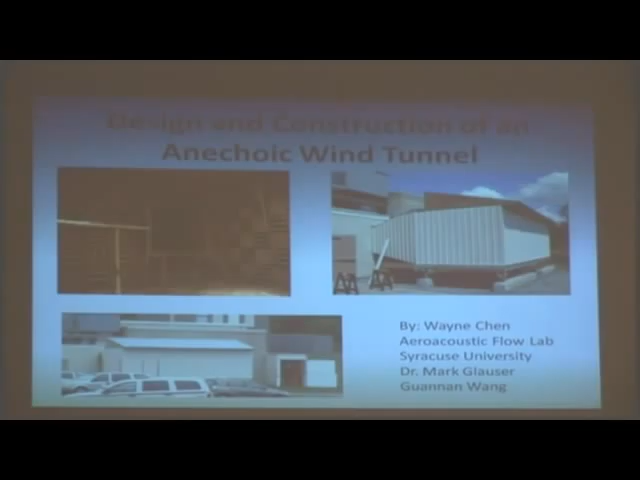 Design and Construction of an
Anechoic Wind Tunnel
By: Wayne Chen
Aeroacoustic Flow Lab
Syracuse University
Dr. Mark Glauser
Guannan Wang